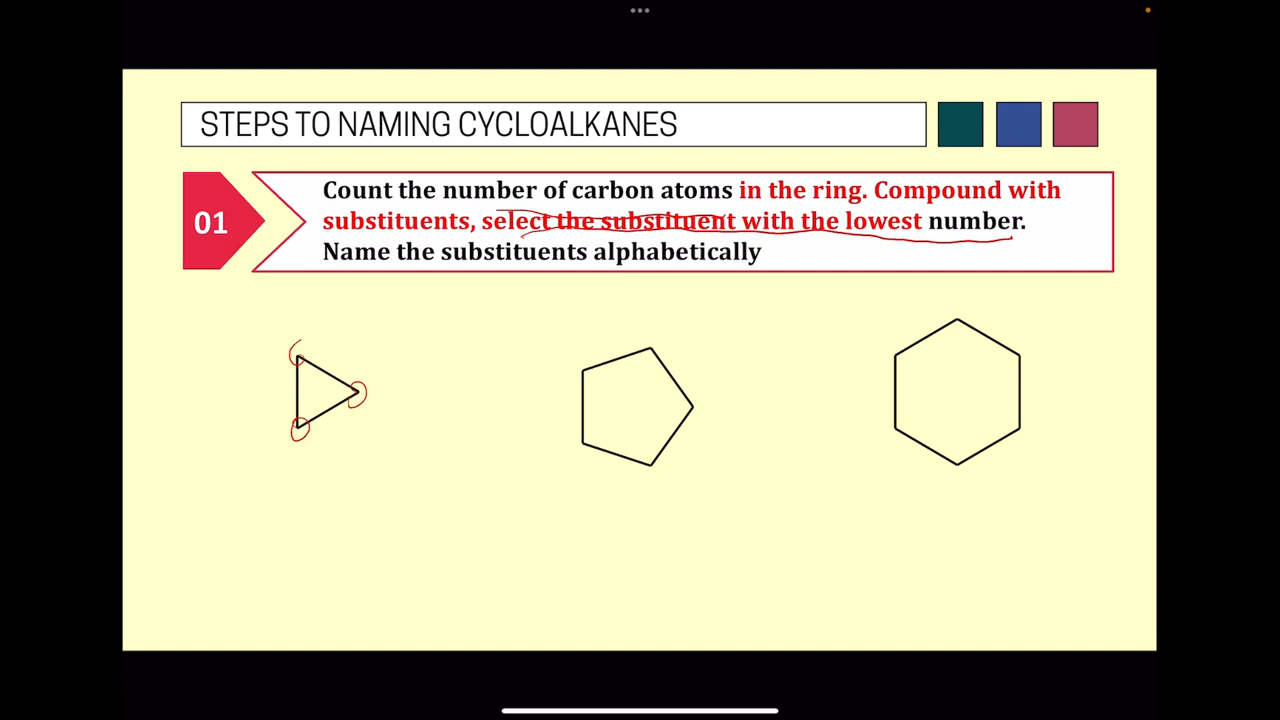 STEPS TO NAMING CYCLOALKANES
01
Count the number of carbon atoms in the ring. Compound with
substituents, select the substituent with the lowest number.
Name the substituents alphabetically